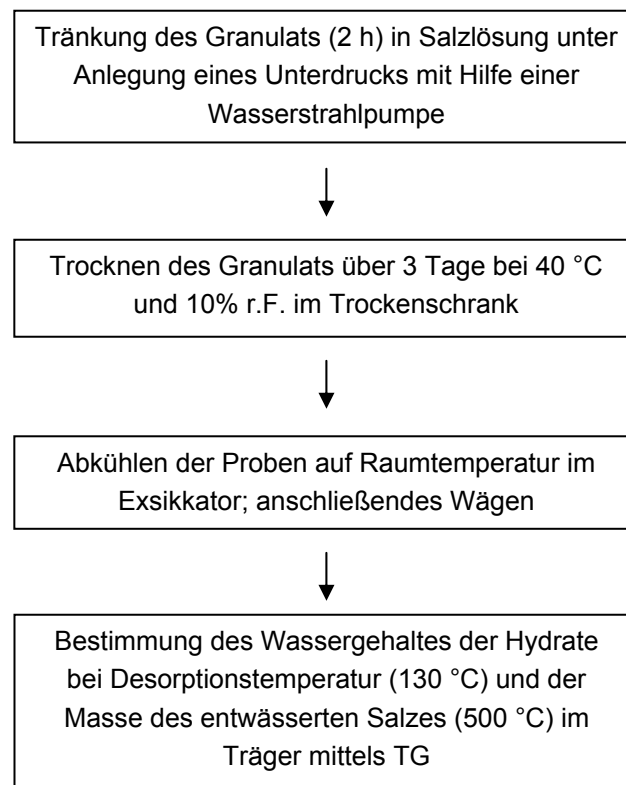 Tränkung des Granulats (2 h) in Salzlösung unter
Anlegung eines Unterdrucks mit Hilfe einer
Wasserstrahlpumpe
Trocknen des Granulats über 3 Tage bei 40 °C
und 10% r.F. im Trockenschrank
Abkühlen der Proben auf Raumtemperatur im
Exsikkator; anschließendes Wägen
Bestimmung des Wassergehaltes der Hydrate
bei Desorptionstemperatur (130 °C) und der
Masse des entwässerten Salzes (500 °C) im
Träger mittels TG